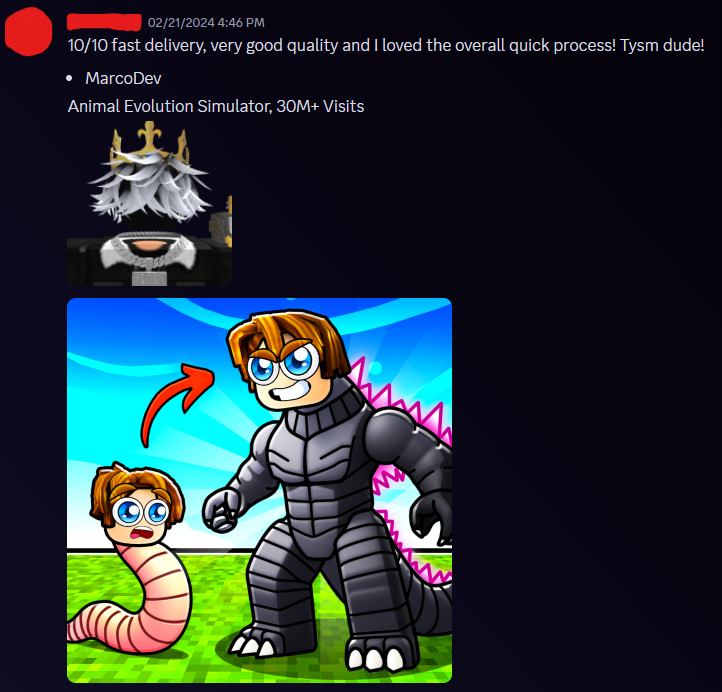 02/21/2024 4:46 PM
10/10 fast delivery, very good quality and I loved the overall quick process! Tysm dude!
• MarcoDev
Animal Evolution Simulator, 30M+ Visits